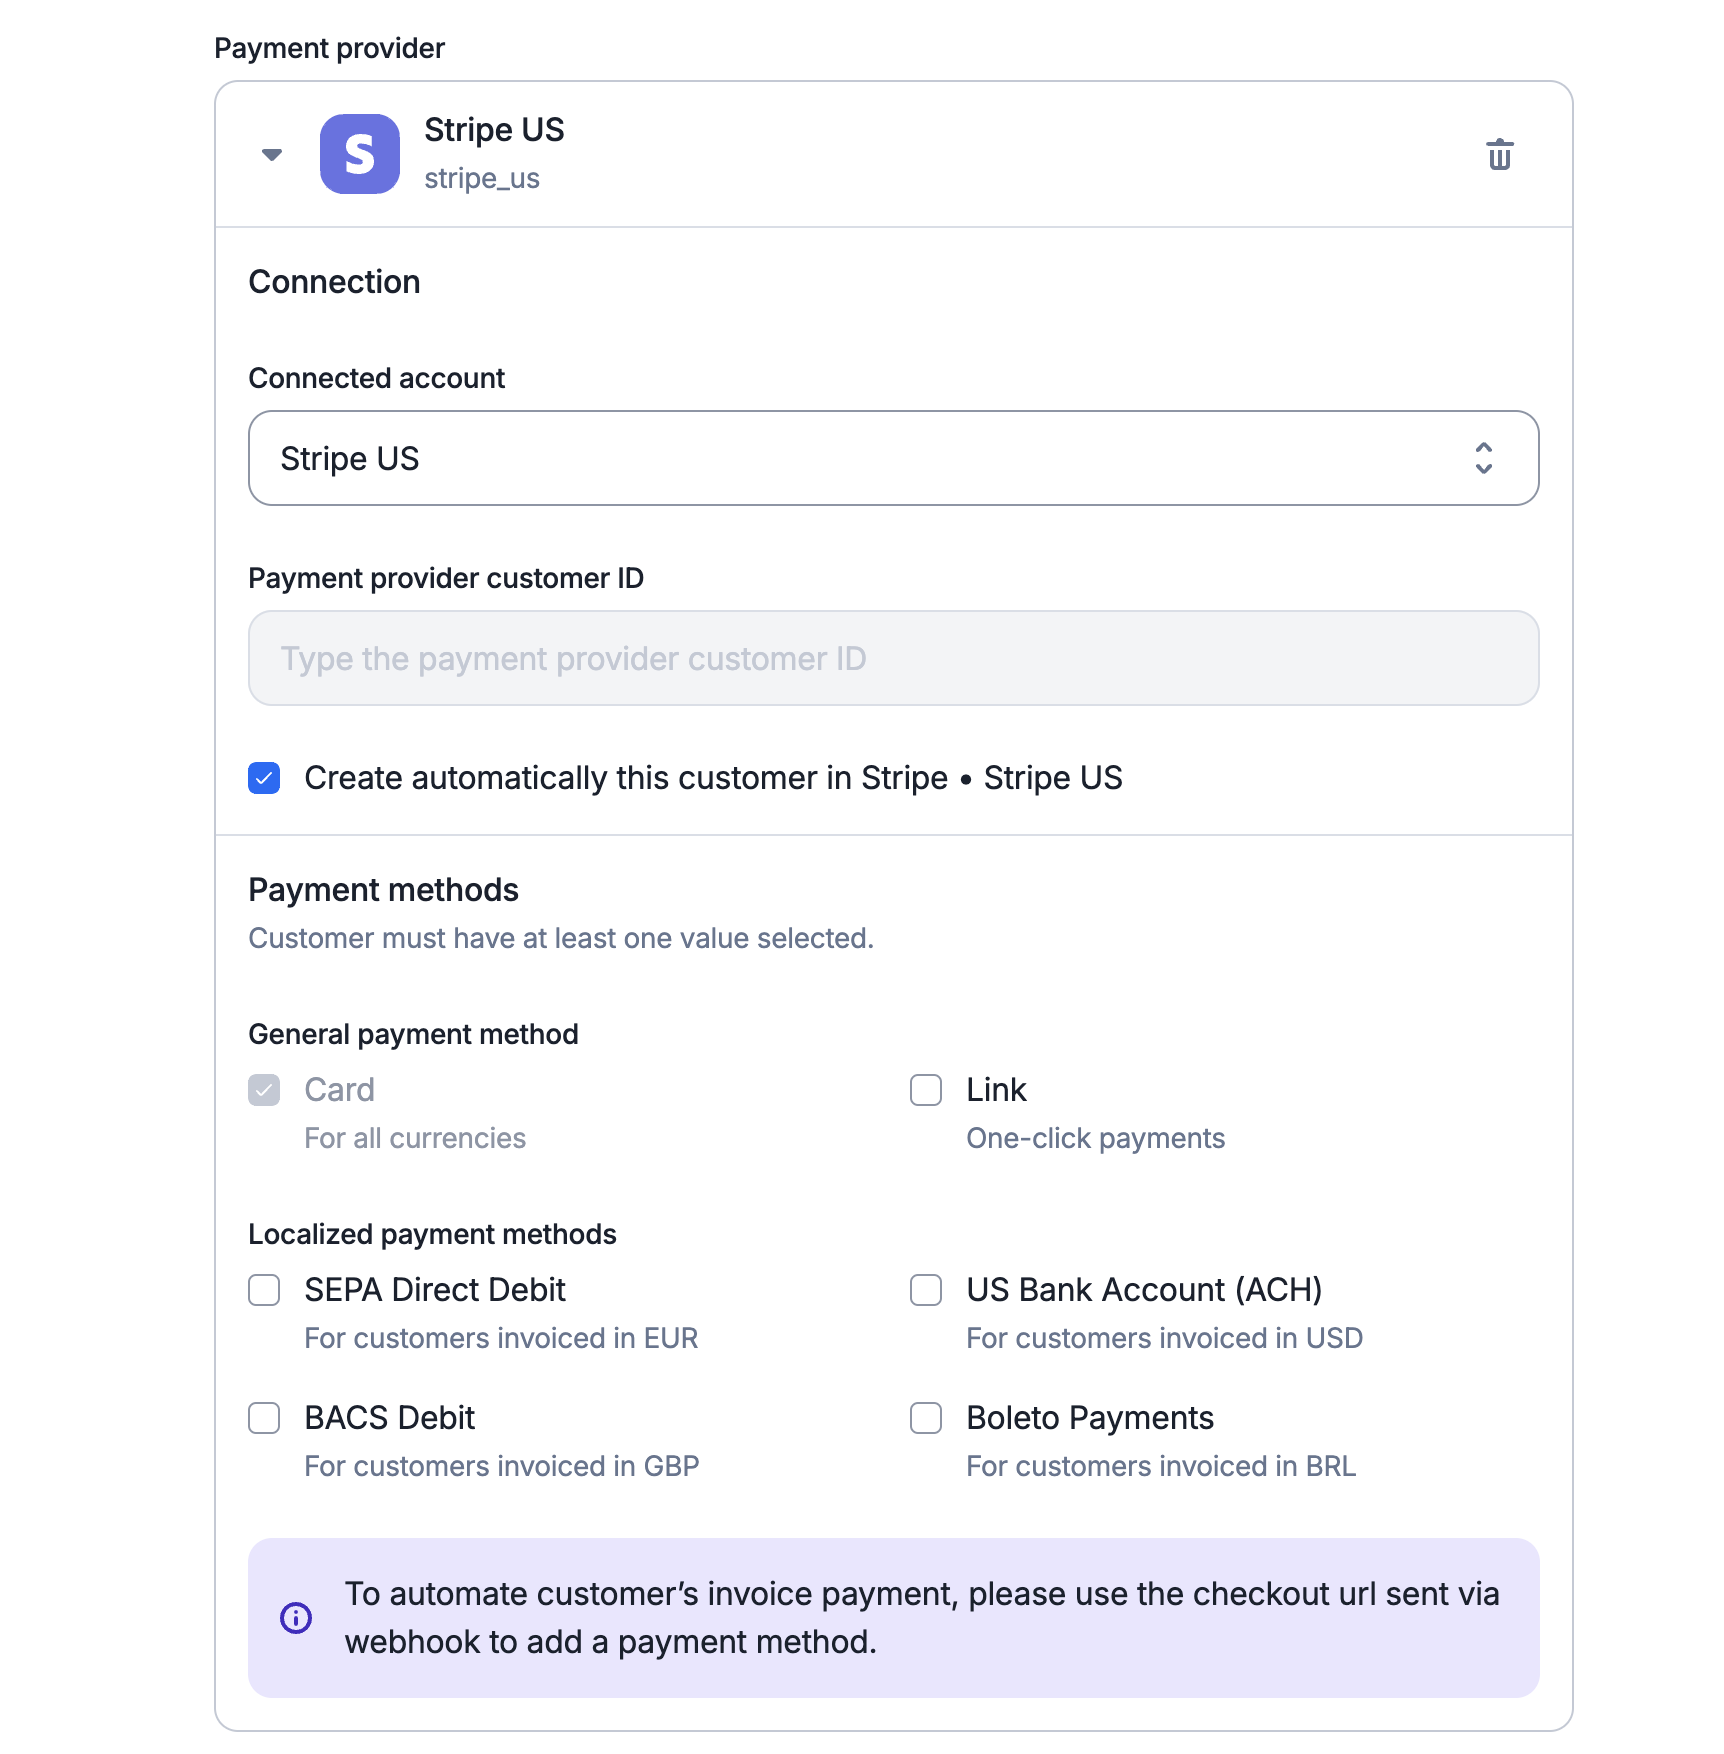 Payment provider
S
Stripe US
stripe_us
Connection
Connected account
Stripe US
Payment provider customer ID
Type the payment provider customer ID
Create automatically this customer in Stripe • Stripe US
Payment methods
Customer must have at least one value selected.
General payment method
Card
For all currencies
Link
One-click payments
Localized payment methods
SEPA Direct Debit
For customers invoiced in EUR
US Bank Account (ACH)
For customers invoiced in USD
BACS Debit
For customers invoiced in GBP
Boleto Payments
For customers invoiced in BRL
To automate customer’s invoice payment, please use the checkout url sent via
webhook to add a payment method.